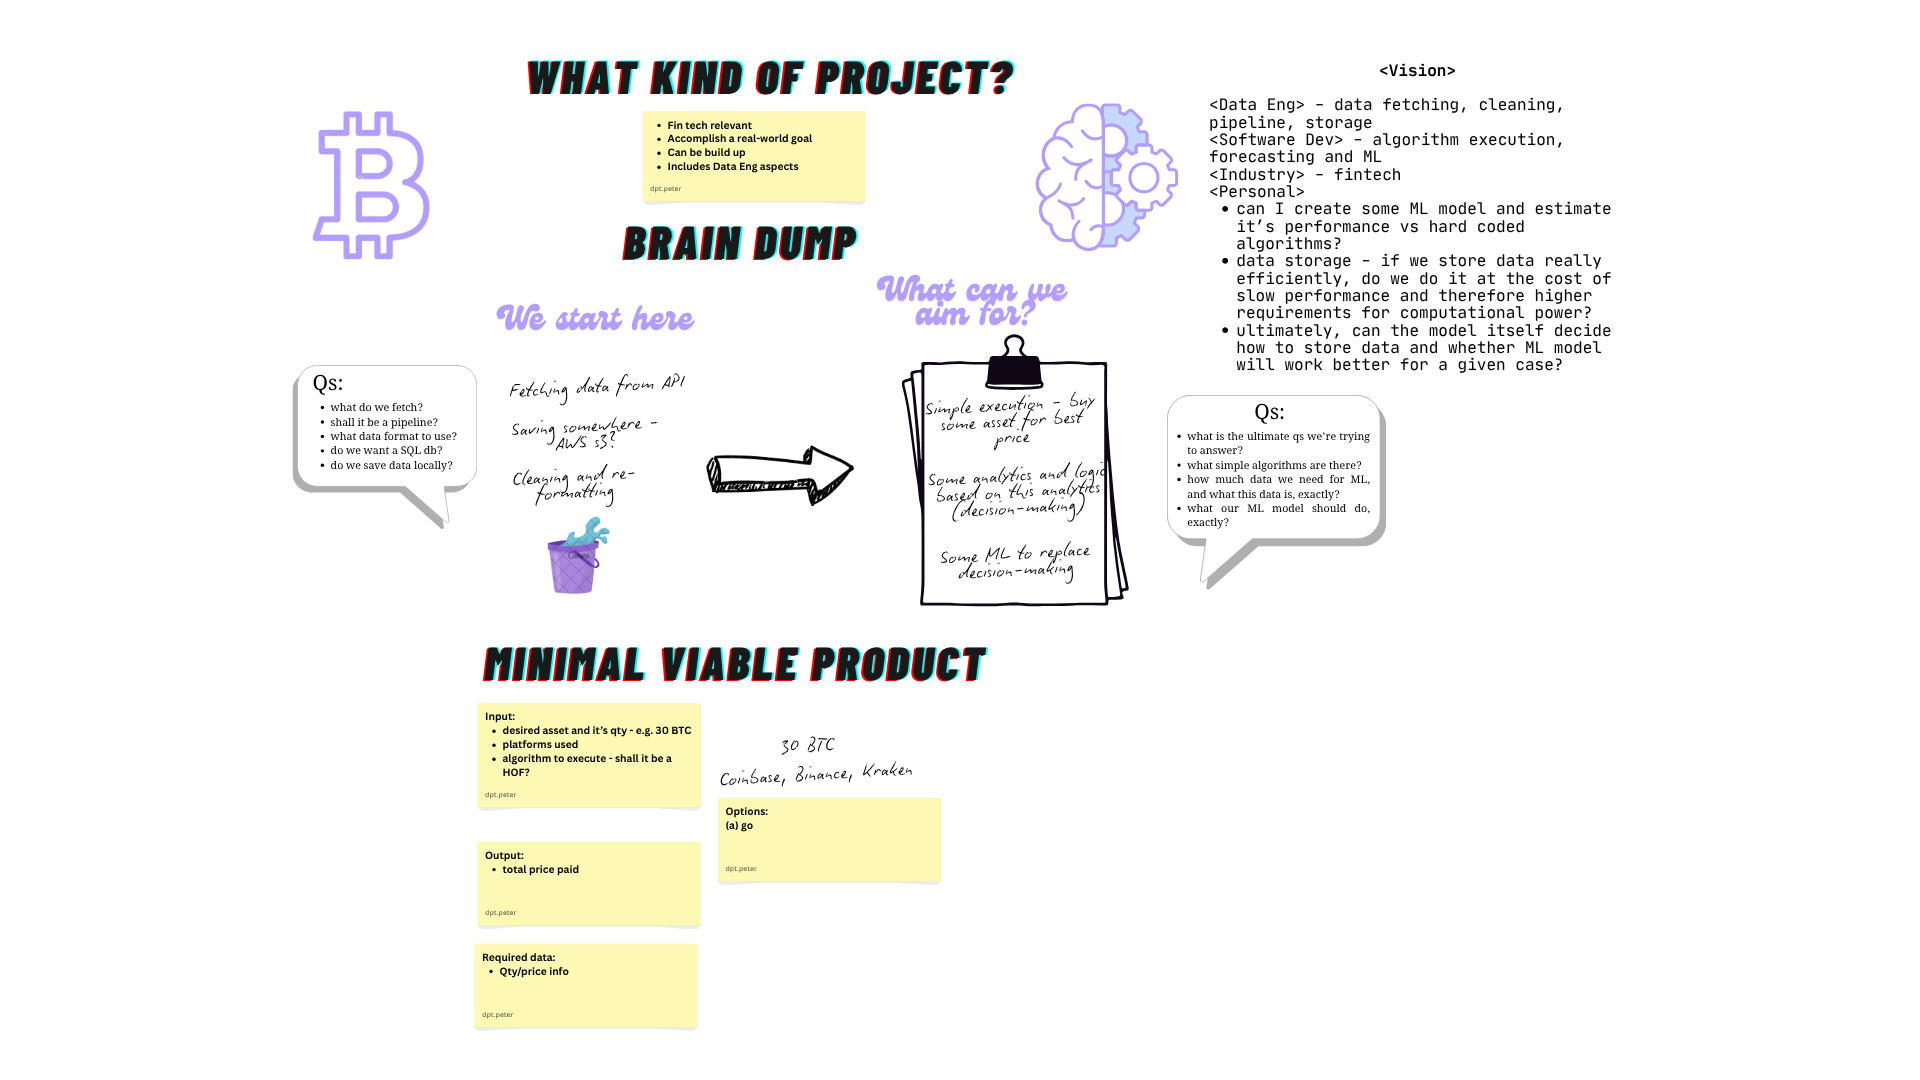 WHAT KIND OF PROJECT?
• Fin tech relevant
• Accomplish a real-world goal
• Can be build up
• Includes Data Eng aspects
dpt.peter
<Vision>
<Data Eng> - data fetching, cleaning,
pipeline, storage
<Software Dev> - algorithm execution,
forecasting and ML
<Industry> - fintech
<Personal>
• can I create some ML model and estimate
it's performance vs hard coded
algorithms?
• data storage - if we store data really
efficiently, do we do it at the cost of
slow performance and therefore higher
requirements for computational power?
• ultimately, can the model itself decide
how to store data and whether ML model
will work better for a given case?
BRAIN DUMP
We start here
What can we
aim for?
Qs:
• what do we fetch?
• shall it be a pipeline?
• what data format to use?
• do we want a SQL db?
• do we save data locally?
Fetching data from API
Saving somewhere -
AWS s3?
Cleaning and re-
formatting
Simple execution - buy
some asset for best
price
Some analytics and logic
based on this analytics
(decision-making)
Some ML to replace
decision-making
Qs:
• what is the ultimate qs we're trying
to answer?
• what simple algorithms are there?
• how much data we need for ML,
and what this data is, exactly?
• what our ML model should do,
exactly?
MINIMAL VIABLE PRODUCT
Input:
• desired asset and it's qty - e.g. 30 BTC
• platforms used
• algorithm to execute - shall it be a
HOF?
dpt.peter
30 BTC
Coinbase, Binance, Kraken
Options:
(a) go
dpt.peter
Output:
• total price paid
dpt.peter
Required data:
• Qty/price info
dpt.peter